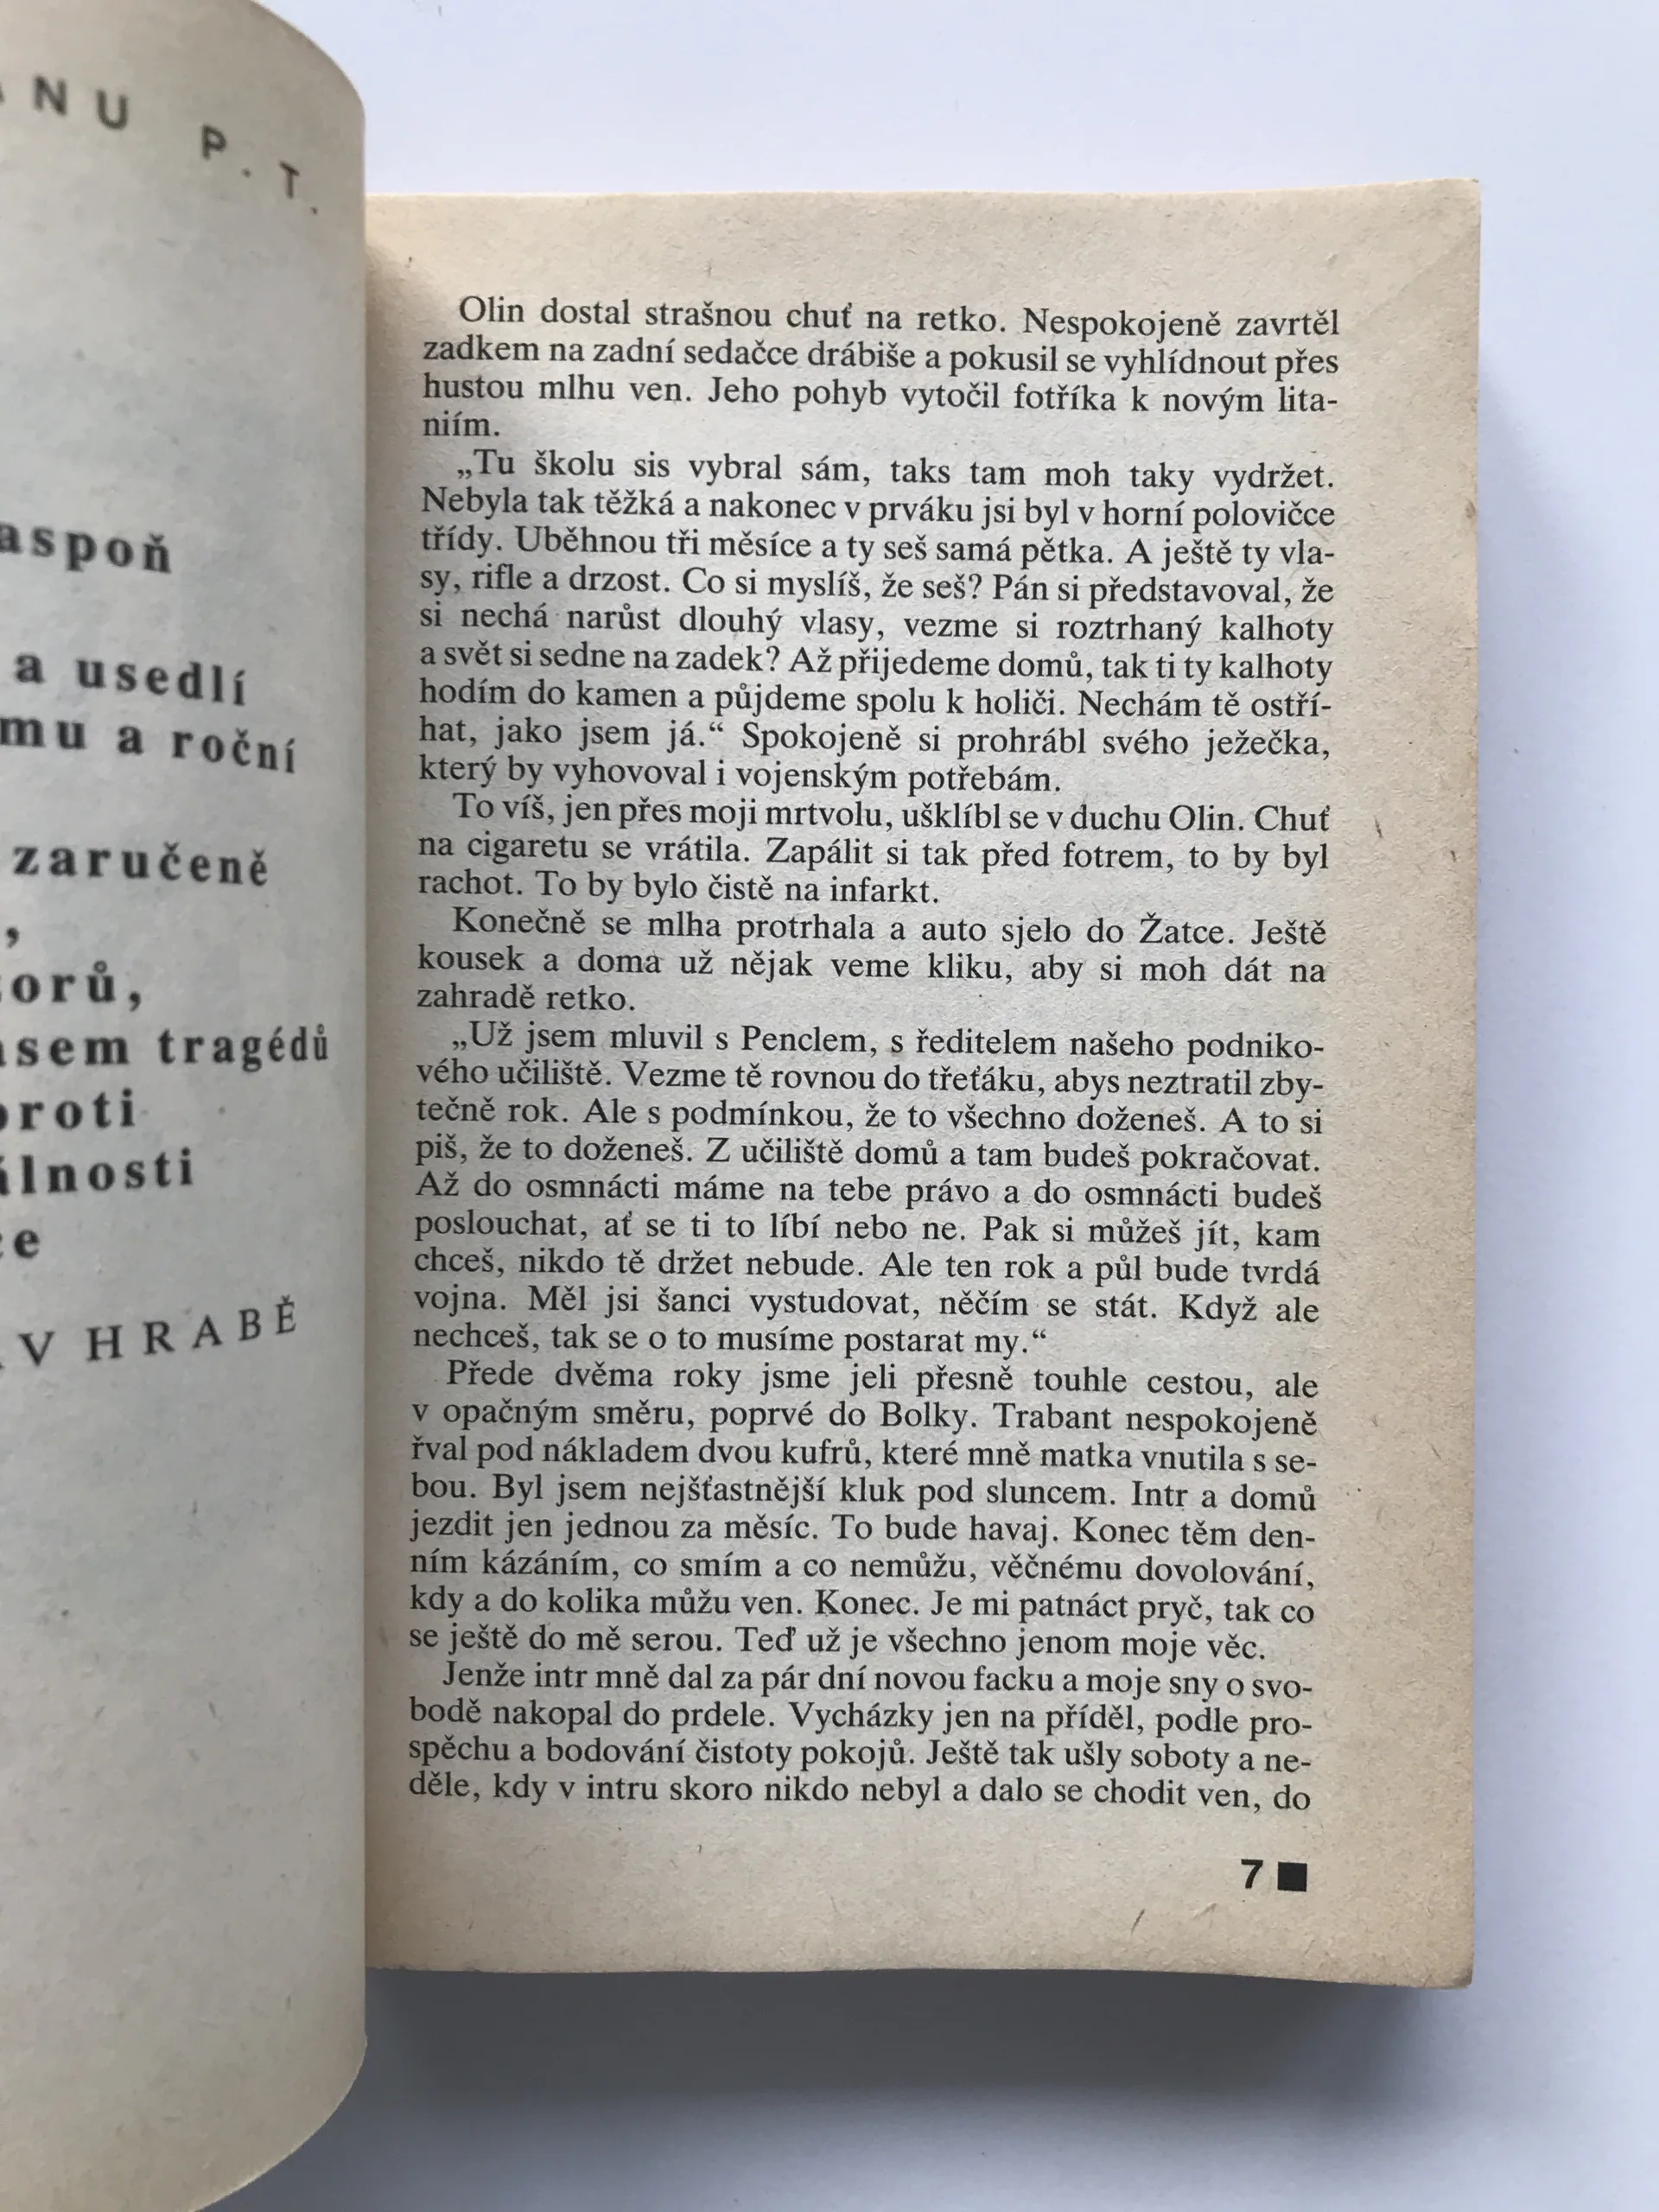 NU P.T.
aspoň
a usedlí
mu a roční
zaručeně
,
orů,
sem tragédů
proti
álnosti
e
V HRABĚ
Olin dostal strašnou chuť na retko. Nespokojeně zavrtěl
zadkem na zadní sedačce drábiše a pokusil se vyhlídnout přes
hustou mlhu ven. Jeho pohyb vytočil fotříka k novým lita-
niím.
„Tu školu sis vybral sám, taks tam moh taky vydržet.
Nebyla tak těžká a nakonec v prváku jsi byl v horní polovičce
třídy. Uběhnou tři měsíce a ty seš samá pětka. A ještě ty vla-
sy, rifle a drzost. Co si myslíš, že seš? Pán si představoval, že
si nechá narůst dlouhý vlasy, vezme si roztrhaný kalhoty
a svět si sedne na zadek? Až přijedeme domů, tak ti ty kalhoty
hodím do kamen a půjdeme spolu k holiči. Nechám tě ostří-
hat, jako jsem já.“ Spokojeně si prohrábl svého ježečka,
který by vyhovoval i vojenským potřebám.
To víš, jen přes moji mrtvolu, ušklíbl se v duchu Olin. Chuť
na cigaretu se vrátila. Zapálit si tak před fotrem, to by byl
rachot. To by bylo čistě na infarkt.
Konečně se mlha protrhala a auto sjelo do Žatce. Ještě
kousek a doma už nějak veme kliku, aby si moh dát na
zahradě retko.
„Už jsem mluvil s Penclem, s ředitelem našeho podniko-
vého učiliště. Vezme tě rovnou do třeťáku, abys neztratil zby-
tečně rok. Ale s podmínkou, že to všechno doženeš. A to si
piš, že to doženeš. Z učiliště domů a tam budeš pokračovat.
Až do osmnácti máme na tebe právo a do osmnácti budeš
poslouchat, ať se ti to líbí nebo ne. Pak si můžeš jít, kam
chceš, nikdo tě držet nebude. Ale ten rok a půl bude tvrdá
vojna. Měl jsi šanci vystudovat, něčím se stát. Když ale
nechceš, tak se o to musíme postarat my.“
Přede dvěma roky jsme jeli přesně touhle cestou, ale
v opačným směru, poprvé do Bolky. Trabant nespokojeně
řval pod nákladem dvou kufrů, které mně matka vnutila s se-
bou. Byl jsem nejšťastnější kluk pod sluncem. Intr a domů
jezdit jen jednou za měsíc. To bude havaj. Konec těm den-
ním kázáním, co smím a co nemůžu, věčnému dovolování,
kdy a do kolika můžu ven. Konec. Je mi patnáct pryč, tak co
se ještě do mě serou. Teď už je všechno jenom moje věc.
Jenže intr mně dal za pár dní novou facku a moje sny o svo-
bodě nakopal do prdele. Vycházky jen na příděl, podle pro-
spěchu a bodování čistoty pokojů. Ještě tak ušly soboty a ne-
děle, kdy v intru skoro nikdo nebyl a dalo se chodit ven, do
7